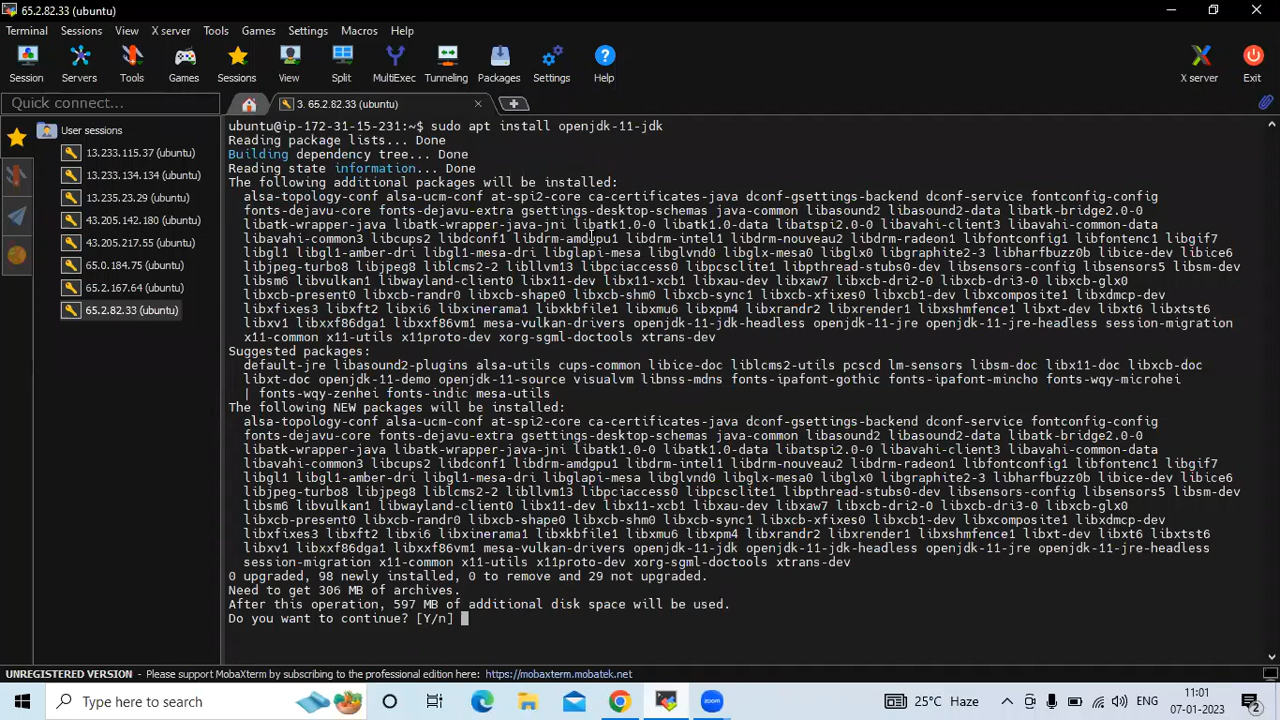 65.2.82.33 (ubuntu)
Terminal Sessions View X server Tools Games Settings Macros Help
Session Servers Tools Games Sessions View Split MultiExec Tunneling Packages Settings Help X server Exit
Quick connect...
3. 65.2.82.33 (ubuntu)
User sessions
13.233.115.37 (ubuntu)
13.233.134.134 (ubuntu)
13.235.23.29 (ubuntu)
43.205.142.180 (ubuntu)
43.205.217.55 (ubuntu)
65.0.184.75 (ubuntu)
65.2.167.64 (ubuntu)
65.2.82.33 (ubuntu)
ubuntu@ip-172-31-15-231:~$ sudo apt install openjdk-11-jdk
Reading package lists... Done
Building dependency tree... Done
Reading state information... Done
The following additional packages will be installed:
alsa-topology-conf alsa-ucm-conf at-spi2-core ca-certificates-java dconf-gsettings-backend dconf-service fontconfig-config
fonts-dejavu-core fonts-dejavu-extra gsettings-desktop-schemas java-common libasound2 libasound2-data libatk-bridge2.0-0
libatk-wrapper-java libatk-wrapper-java-jni libatk1.0-0 libatk1.0-data libatspi2.0-0 libavahi-client3 libavahi-common-data
libavahi-common3 libcups2 libdconf1 libdrm-amdgpu1 libdrm-intel1 libdrm-nouveau2 libdrm-radeon1 libfontconfig1 libfontenc1 libgif7
libgl1 libgl1-amber-dri libgl1-mesa-dri libglapi-mesa libglvnd0 libglx-mesa0 libglx0 libgraphite2-3 libharfbuzz0b libice-dev libice6
libjpeg-turbo8 libjpeg8 liblcms2-2 libllvm13 libpciaccess0 libpcsclite1 libpthread-stubs0-dev libsensors-config libsensors5 libsm-dev
libsm6 libvulkan1 libwayland-client0 libx11-dev libx11-xcb1 libxau-dev libxaw7 libxcb-dri2-0 libxcb-dri3-0 libxcb-glx0
libxcb-present0 libxcb-randr0 libxcb-shape0 libxcb-shm0 libxcb-sync1 libxcb-xfixes0 libxcb1-dev libxcomposite1 libxdmcp-dev
libxfixes3 libxft2 libxi6 libxinerama1 libxkbfile1 libxmu6 libxpm4 libxrandr2 libxrender1 libxshmfence1 libxt-dev libxt6 libxtst6
libxv1 libxxf86dga1 libxxf86vm1 mesa-vulkan-drivers openjdk-11-jdk-headless openjdk-11-jre openjdk-11-jre-headless session-migration
x11-common x11-utils x11proto-dev xorg-sgml-doctools xtrans-dev
Suggested packages:
default-jre libasound2-plugins alsa-utils cups-common libice-doc liblcms2-utils pcscd lm-sensors libsm-doc libx11-doc libxcb-doc
libxt-doc openjdk-11-demo openjdk-11-source visualvm libnss-mdns fonts-ipafont-gothic fonts-ipafont-mincho fonts-wqy-microhei
| fonts-wqy-zenhei fonts-indic mesa-utils
The following NEW packages will be installed:
alsa-topology-conf alsa-ucm-conf at-spi2-core ca-certificates-java dconf-gsettings-backend dconf-service fontconfig-config
fonts-dejavu-core fonts-dejavu-extra gsettings-desktop-schemas java-common libasound2 libasound2-data libatk-bridge2.0-0
libatk-wrapper-java libatk-wrapper-java-jni libatk1.0-0 libatk1.0-data libatspi2.0-0 libavahi-client3 libavahi-common-data
libavahi-common3 libcups2 libdconf1 libdrm-amdgpu1 libdrm-intel1 libdrm-nouveau2 libdrm-radeon1 libfontconfig1 libfontenc1 libgif7
libgl1 libgl1-amber-dri libgl1-mesa-dri libglapi-mesa libglvnd0 libglx-mesa0 libglx0 libgraphite2-3 libharfbuzz0b libice-dev libice6
libjpeg-turbo8 libjpeg8 liblcms2-2 libllvm13 libpciaccess0 libpcsclite1 libpthread-stubs0-dev libsensors-config libsensors5 libsm-dev
libsm6 libvulkan1 libwayland-client0 libx11-dev libx11-xcb1 libxau-dev libxaw7 libxcb-dri2-0 libxcb-dri3-0 libxcb-glx0
libxcb-present0 libxcb-randr0 libxcb-shape0 libxcb-shm0 libxcb-sync1 libxcb-xfixes0 libxcb1-dev libxcomposite1 libxdmcp-dev
libxfixes3 libxft2 libxi6 libxinerama1 libxkbfile1 libxmu6 libxpm4 libxrandr2 libxrender1 libxshmfence1 libxt-dev libxt6 libxtst6
libxv1 libxxf86dga1 libxxf86vm1 mesa-vulkan-drivers openjdk-11-jdk openjdk-11-jdk-headless openjdk-11-jre openjdk-11-jre-headless
session-migration x11-common x11-utils x11proto-dev xorg-sgml-doctools xtrans-dev
0 upgraded, 98 newly installed, 0 to remove and 29 not upgraded.
Need to get 306 MB of archives.
After this operation, 597 MB of additional disk space will be used.
Do you want to continue? [Y/n]
UNREGISTERED VERSION - Please support MobaXterm by subscribing to the professional edition here: https://mobaxterm.mobatek.net
Type here to search
zoom
25°C Haze
ENG
11:01
07-01-2023
2